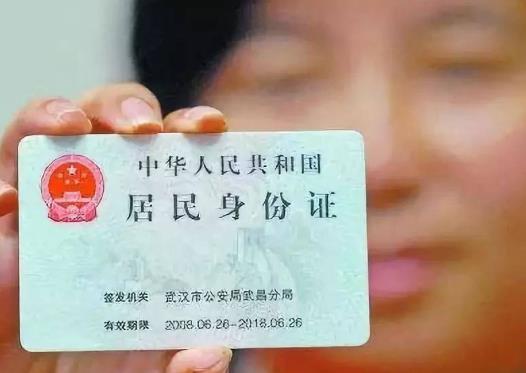 中华人民共和国
居民身份证
签发机关 武汉市公安局武昌分局
有效期限 2008.06.26-2018.06.26